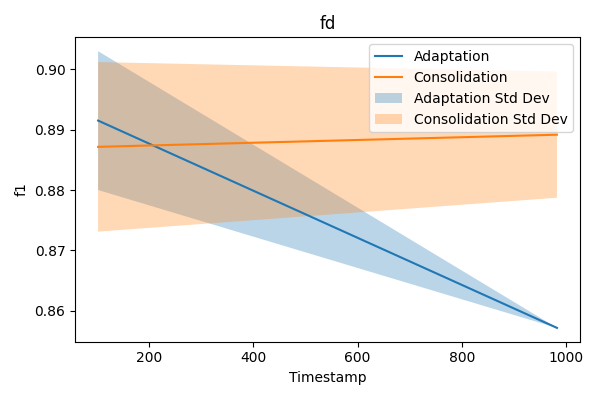 fd
Adaptation
Consolidation
Adaptation Std Dev
Consolidation Std Dev
f1
0.90
0.89
0.88
0.87
0.86
200
400
600
800
1000
Timestamp